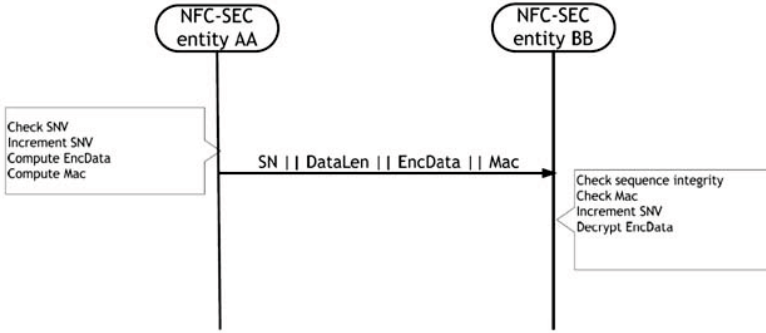 NFC-SEC
entity AA
NFC-SEC
entity BB
Check SNV
Increment SNV
Compute EncData
Compute Mac
SN || DataLen || EncData || Mac
Check sequence integrity
Check Mac
Increment SNV
Decrypt EncData